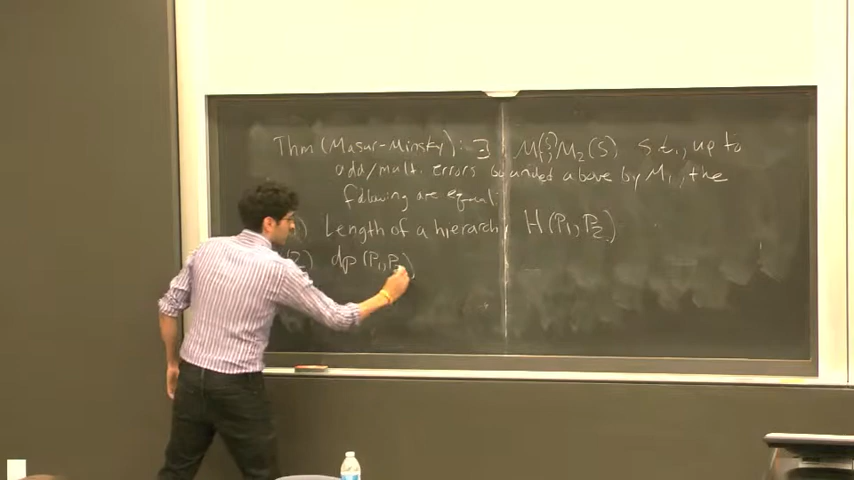 Thm (Masur-Minsky): ∃ M₁(S), M₂(S) s.t., up to
add/mult. errors bounded above by M₁, the
following are equal:
1) Length of a hierarchy H(P₁, P₂)
(2) dp (P₁, P₂)